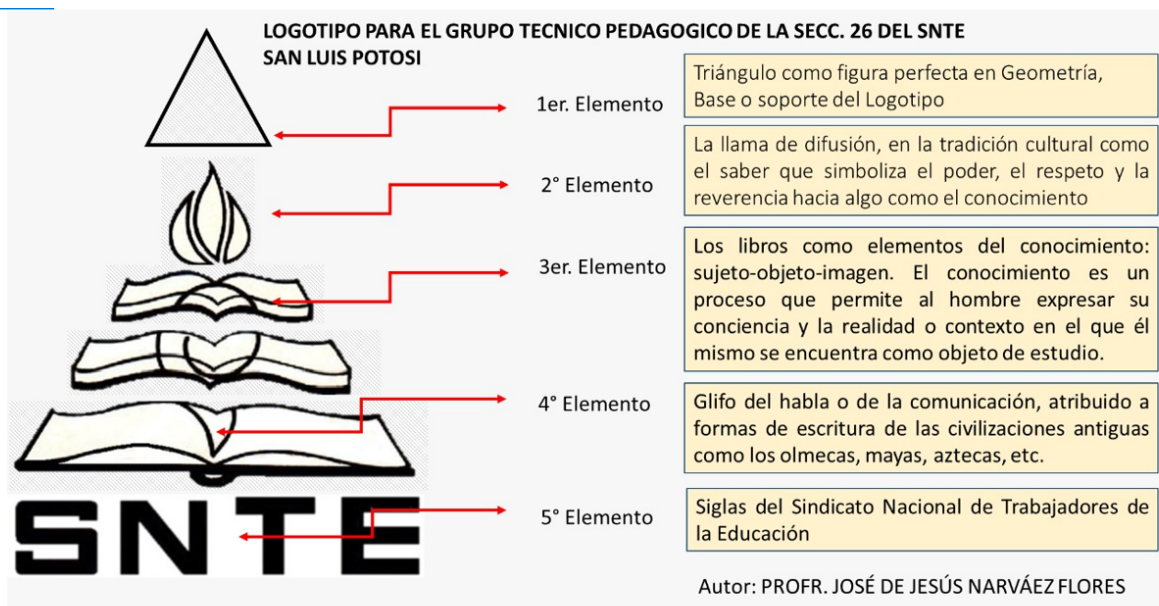 LOGOTIPO PARA EL GRUPO TECNICO PEDAGOGICO DE LA SECC. 26 DEL SNTE
SAN LUIS POTOSI
1er. Elemento
Triángulo como figura perfecta en Geometría,
Base o soporte del Logotipo
2° Elemento
La llama de difusión, en la tradición cultural como
el saber que simboliza el poder, el respeto y la
reverencia hacia algo como el conocimiento
3er. Elemento
Los libros como elementos del conocimiento:
sujeto-objeto-imagen. El conocimiento es un
proceso que permite al hombre expresar su
conciencia y la realidad o contexto en el que él
mismo se encuentra como objeto de estudio.
4° Elemento
Glifo del habla o de la comunicación, atribuido a
formas de escritura de las civilizaciones antiguas
como los olmecas, mayas, aztecas, etc.
SNTE
5° Elemento
Siglas del Sindicato Nacional de Trabajadores de
la Educación
Autor: PROFR. JOSÉ DE JESÚS NARVÁEZ FLORES